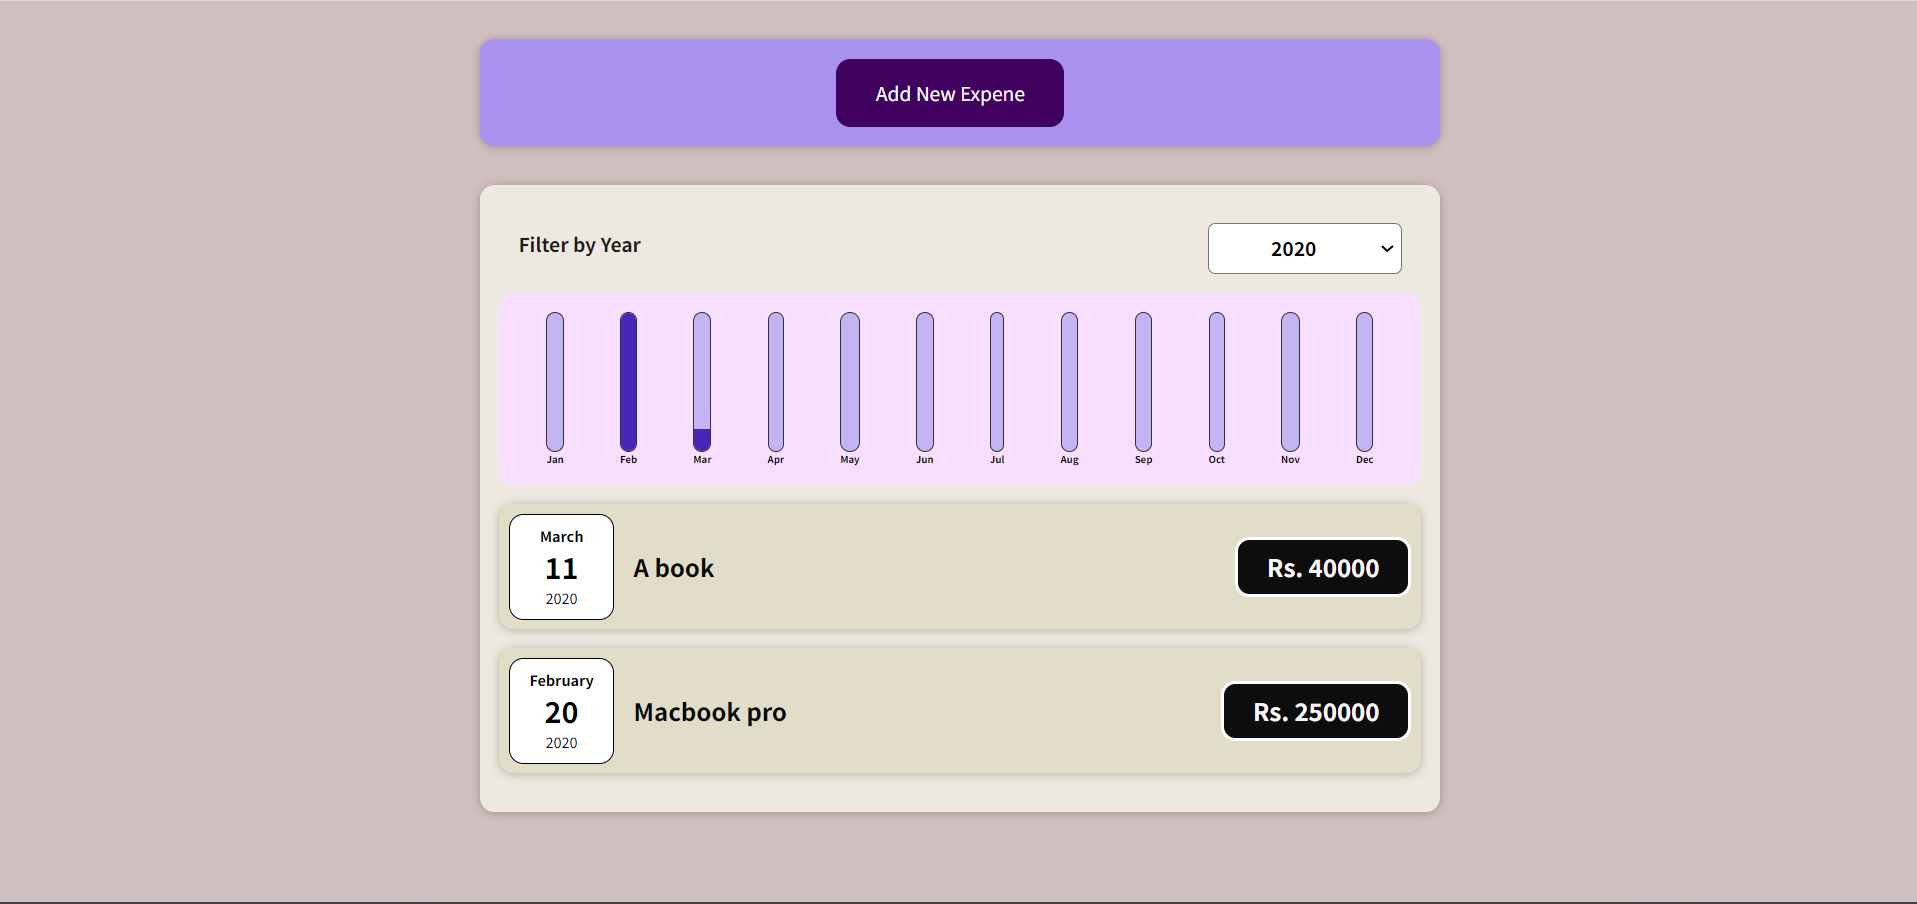 Add New Expene
Filter by Year
2020
Jan Feb Mar Apr May Jun Jul Aug Sep Oct Nov Dec
March
11
2020
A book
Rs. 40000
February
20
2020
Macbook pro
Rs. 250000